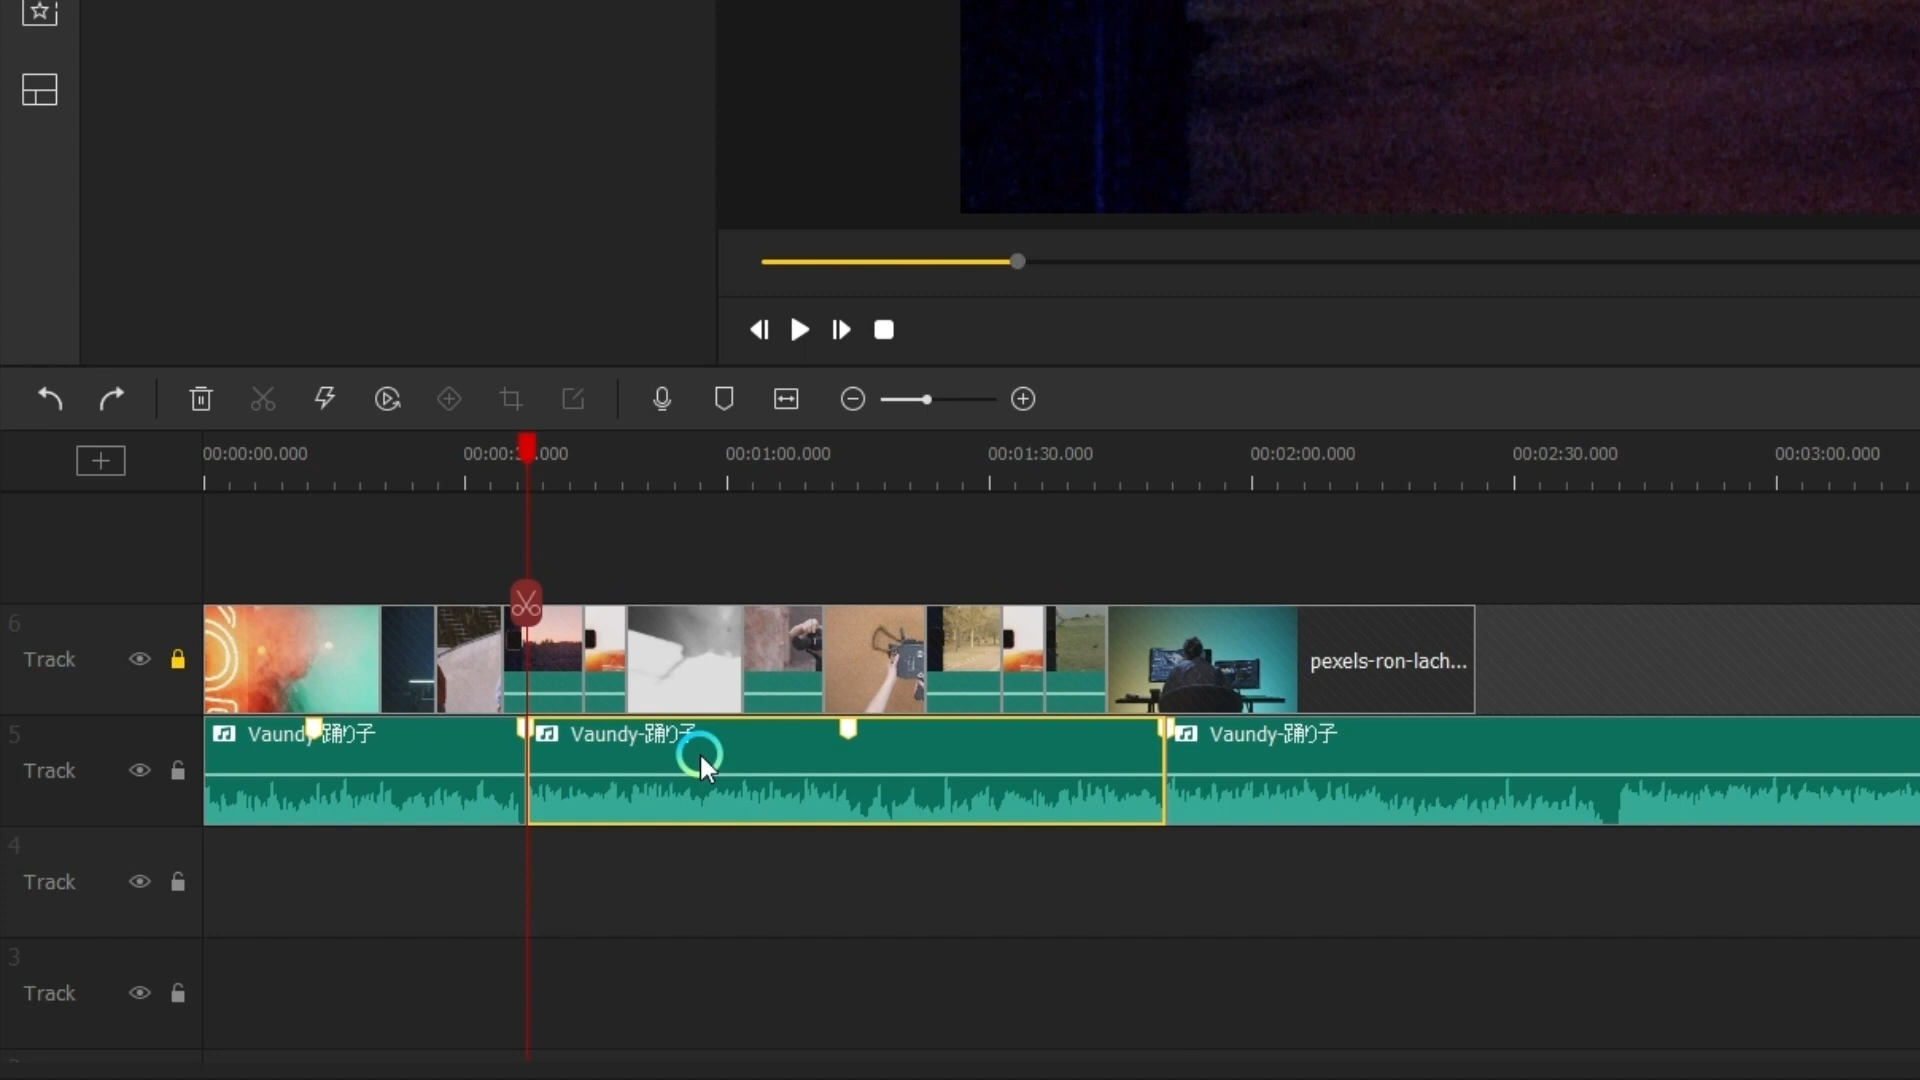 00:00:00.000 00:00:3 .000 00:01:00.000 00:01:30.000 00:02:00.000 00:02:30.000 00:03:00.000
6
Track
pexels-ron-lach...
5
Vaundy-踊り子 Vaundy-踊り子 Vaundy-踊り子
Track
4
Track
3
Track